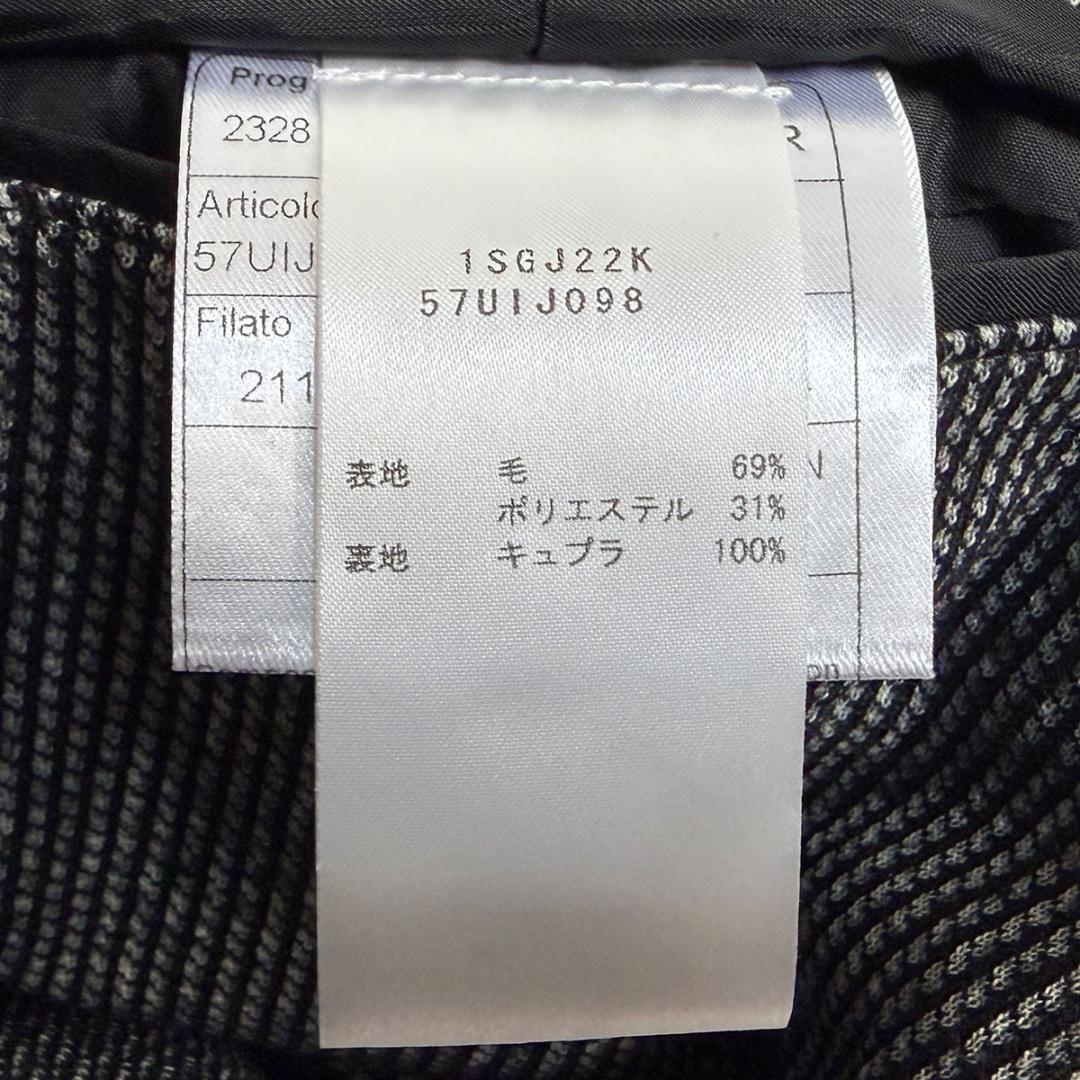 Prog
2328
R
Articolo
57UIJ
Filato
211
1SGJ22K
57UIJ098
表地 毛 69%
ポリエステル 31%
裏地 キュプラ 100%